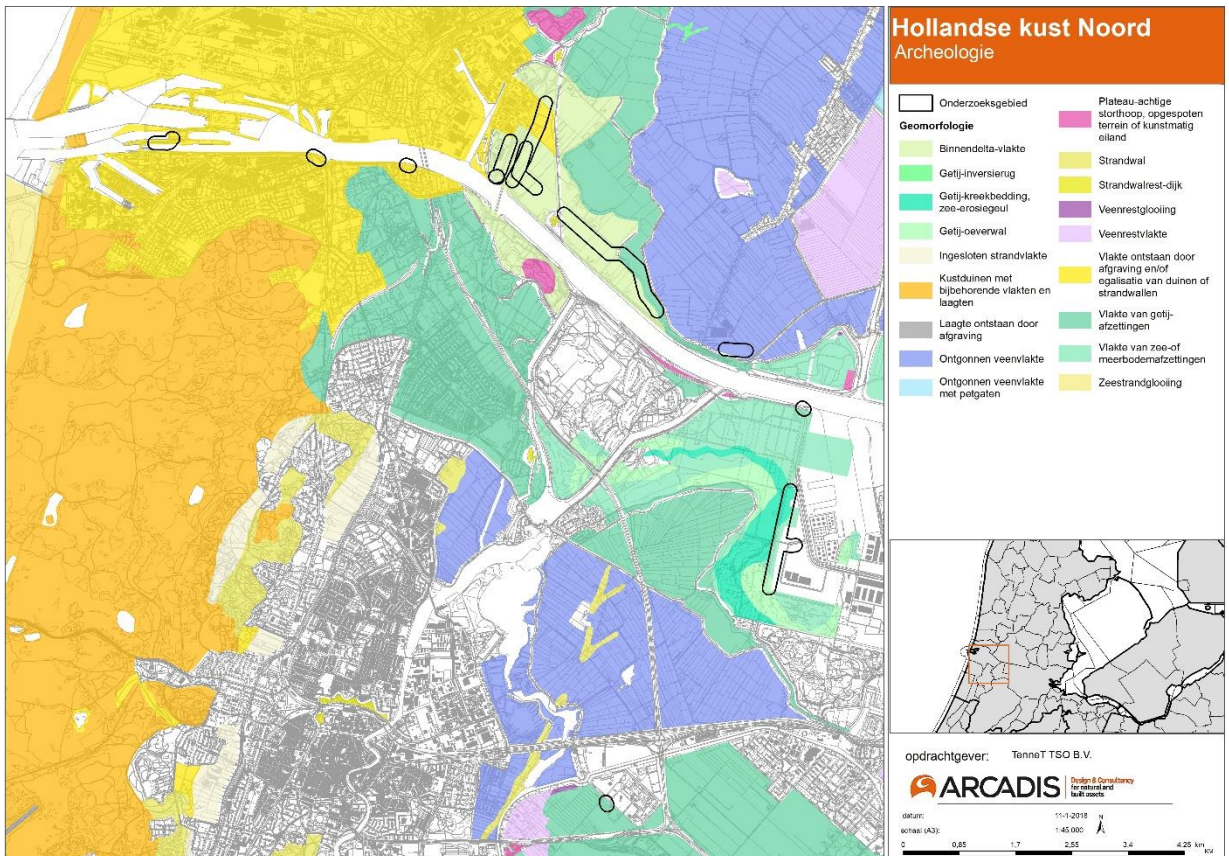 Hollandse kust Noord
Archeologie
Onderzoeksgebied
Geomorfologie
Binnendelta-vlakte
Getij-inversierug
Getij-kreekbedding,
zee-erosiegeul
Getij-oeverwal
Ingesloten strandvlakte
Kustduinen met
bijbehorende vlakten en
laagten
Laagte ontstaan door
afgraving
Ontgonnen veenvlakte
Ontgonnen veenvlakte
met petgaten
Plateau-achtige
storthoop, opgespoten
terrein of kunstmatig
eiland
Strandwal
Strandwalrest-dijk
Veenrestglooiing
Veenrestvlakte
Vlakte ontstaan door
afgraving en/of
egalisatie van duinen of
strandwallen
Vlakte van getij-
afzettingen
Vlakte van zee-of
meerbodemafzettingen
Zeestrandglooiing
opdrachtgever: TenneT TSO B.V.
ARCADIS Design & Consultancy
for natural and
built assets
datum: 11-1-2018
schaal (A3): 1:45.000
N
0 0,85 1,7 2,55 3,4 4,25 km
KM